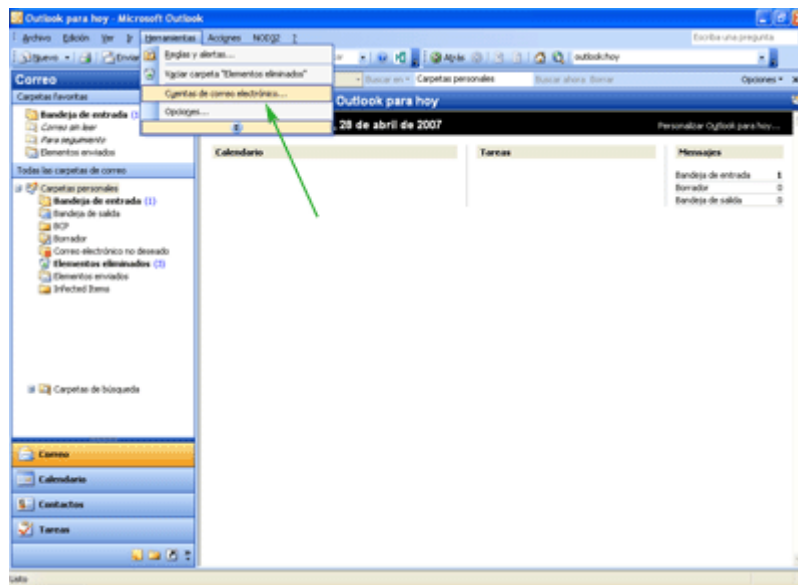 Outlook para hoy - Microsoft Outlook
Archivo Edición Ver Ir Herramientas Acciones NOD32 ?
Escriba una pregunta
Nuevo Enviar Atrás outlook:hoy
Reglas y alertas...
Vaciar carpeta "Elementos eliminados"
Cuentas de correo electrónico...
Opciones...
Correo
Buscar en Carpetas personales Buscar ahora Borrar Opciones
Carpetas favoritas
Outlook para hoy
Bandeja de entrada
Correo sin leer
Para seguimiento
Elementos enviados
28 de abril de 2007
Personalizar Outlook para hoy...
Calendario Tareas Mensajes
Bandeja de entrada 1
Borrador 0
Bandeja de salida 0
Todas las carpetas de correo
Carpetas personales
Bandeja de entrada (1)
Bandeja de salida
BCP
Borrador
Correo electrónico no deseado
Elementos eliminados (3)
Elementos enviados
Infected Items
Carpetas de búsqueda
Correo
Calendario
Contactos
Tareas
Listo